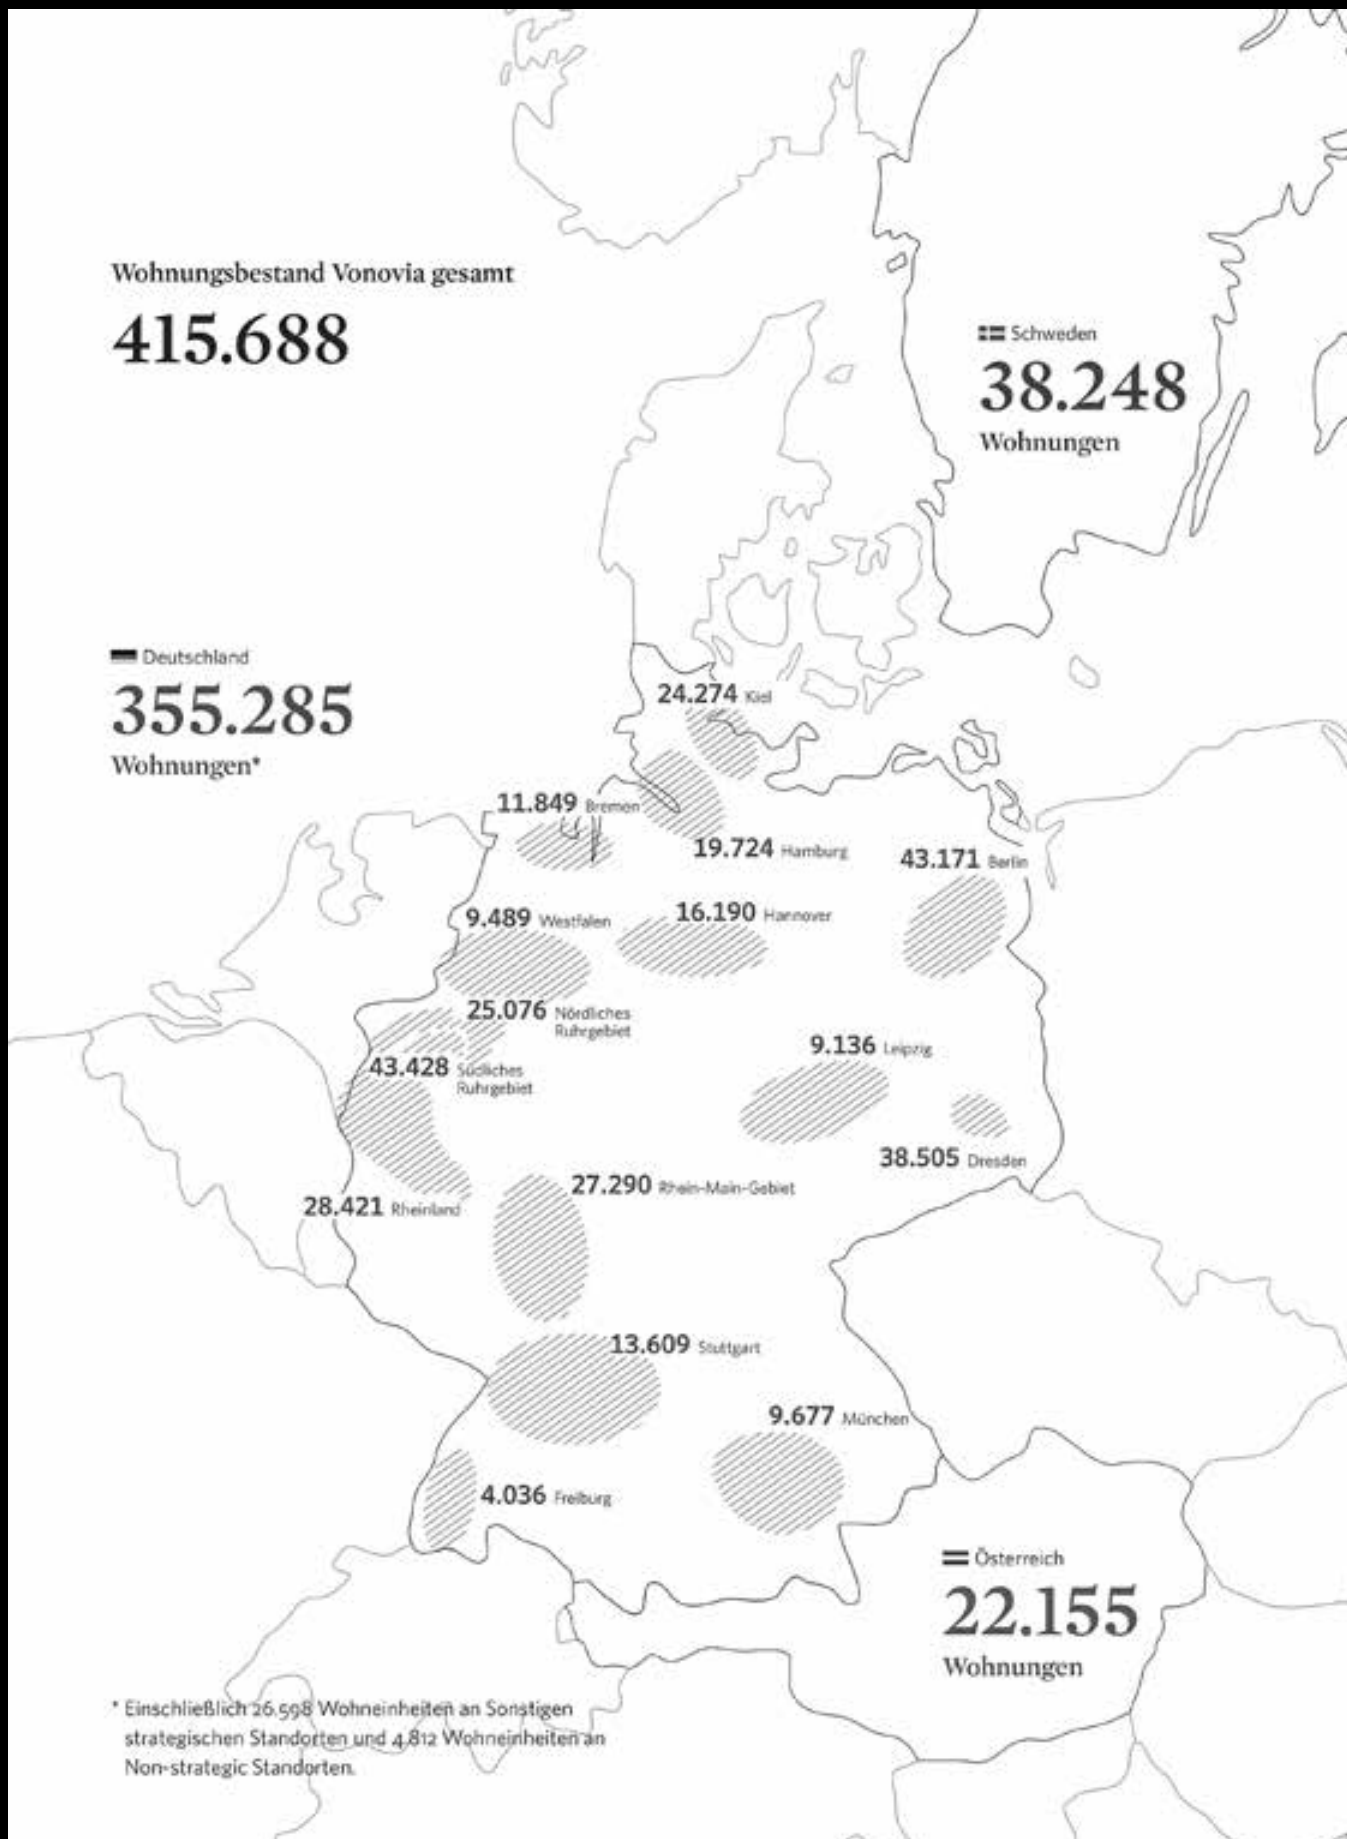 Wohnungsbestand Vonovia gesamt
415.688
Schweden
38.248
Wohnungen
Deutschland
355.285
Wohnungen*
24.274 Kiel
11.849 Bremen
19.724 Hamburg
43.171 Berlin
9.489 Westfalen
16.190 Hannover
25.076 Nördliches
Ruhrgebiet
9.136 Leipzig
43.428 Südliches
Ruhrgebiet
38.505 Dresden
27.290 Rhein-Main-Gebiet
28.421 Rheinland
13.609 Stuttgart
9.677 München
4.036 Freiburg
Österreich
22.155
Wohnungen
* Einschließlich 26.598 Wohneinheiten an Sonstigen
strategischen Standorten und 4.812 Wohneinheiten an
Non-strategic Standorten.